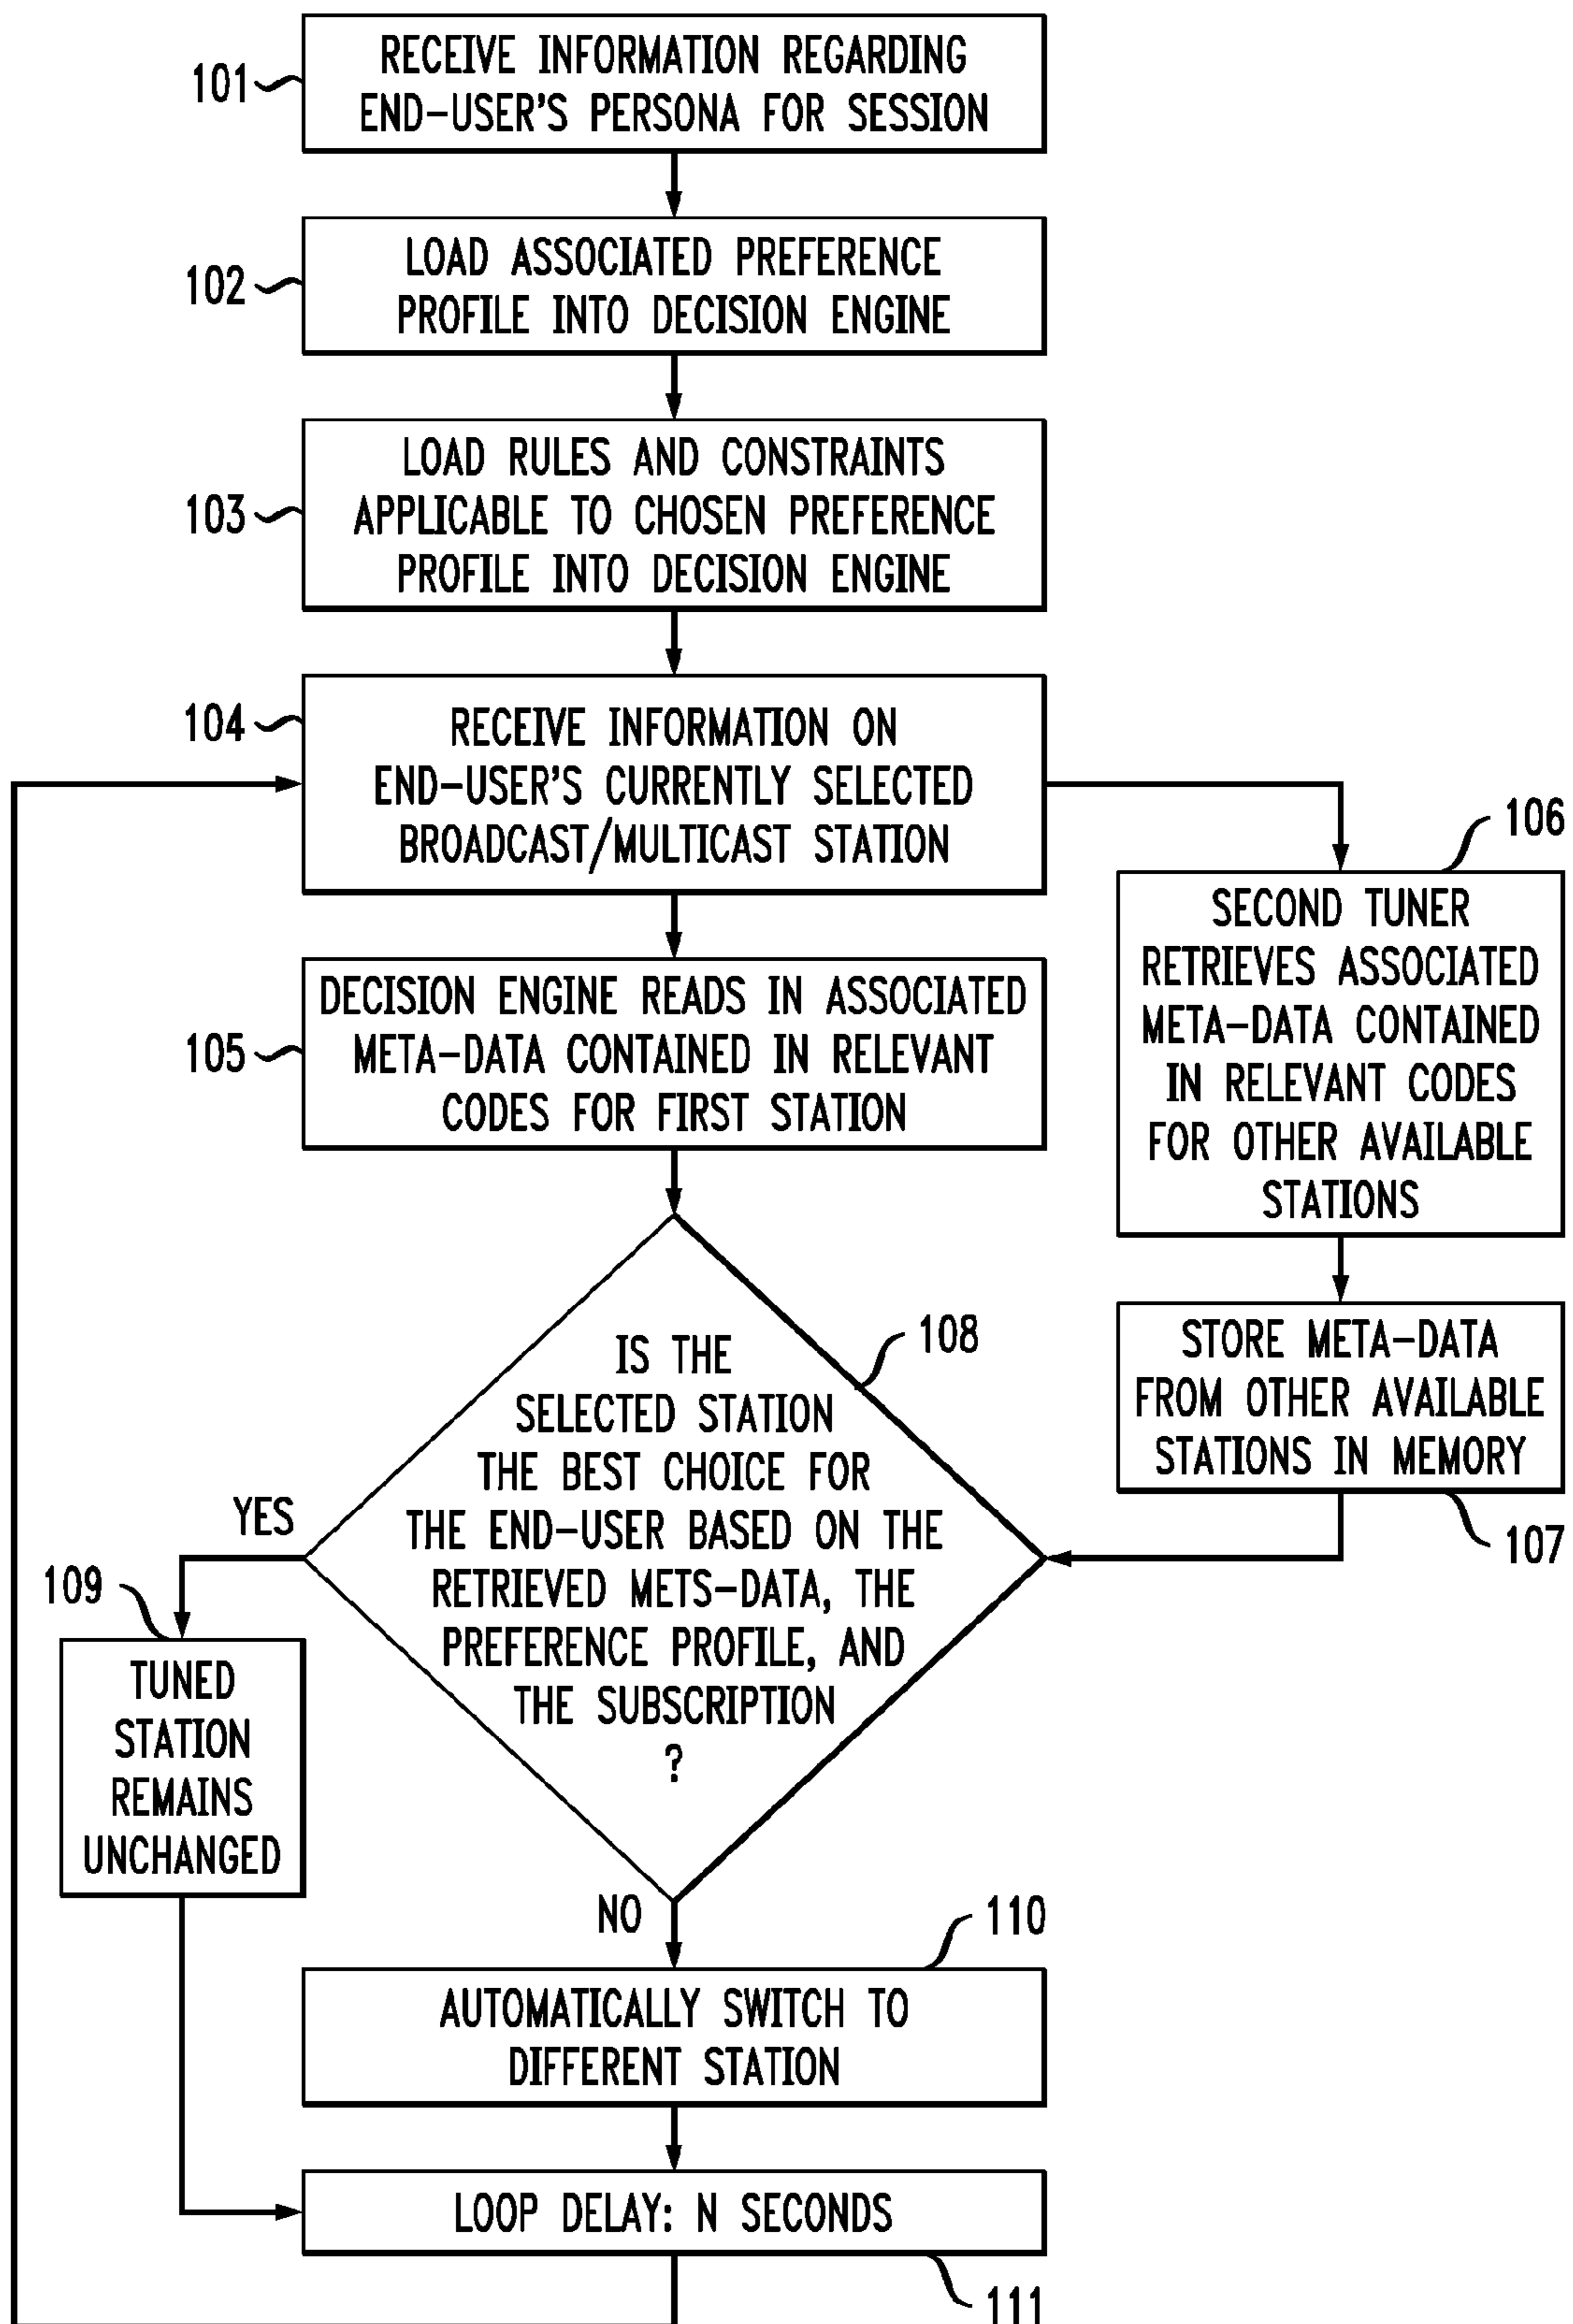 101
RECEIVE INFORMATION REGARDING
END-USER'S PERSONA FOR SESSION
102
LOAD ASSOCIATED PREFERENCE
PROFILE INTO DECISION ENGINE
103
LOAD RULES AND CONSTRAINTS
APPLICABLE TO CHOSEN PREFERENCE
PROFILE INTO DECISION ENGINE
104
RECEIVE INFORMATION ON
END-USER'S CURRENTLY SELECTED
BROADCAST/MULTICAST STATION
105
DECISION ENGINE READS IN ASSOCIATED
META-DATA CONTAINED IN RELEVANT
CODES FOR FIRST STATION
106
SECOND TUNER
RETRIEVES ASSOCIATED
META-DATA CONTAINED
IN RELEVANT CODES
FOR OTHER AVAILABLE
STATIONS
STORE META-DATA
FROM OTHER AVAILABLE
STATIONS IN MEMORY
107
108
IS THE
SELECTED STATION
THE BEST CHOICE FOR
THE END-USER BASED ON THE
RETRIEVED METS-DATA, THE
PREFERENCE PROFILE, AND
THE SUBSCRIPTION
?
YES
109
TUNED
STATION
REMAINS
UNCHANGED
NO
110
AUTOMATICALLY SWITCH TO
DIFFERENT STATION
LOOP DELAY: N SECONDS
111